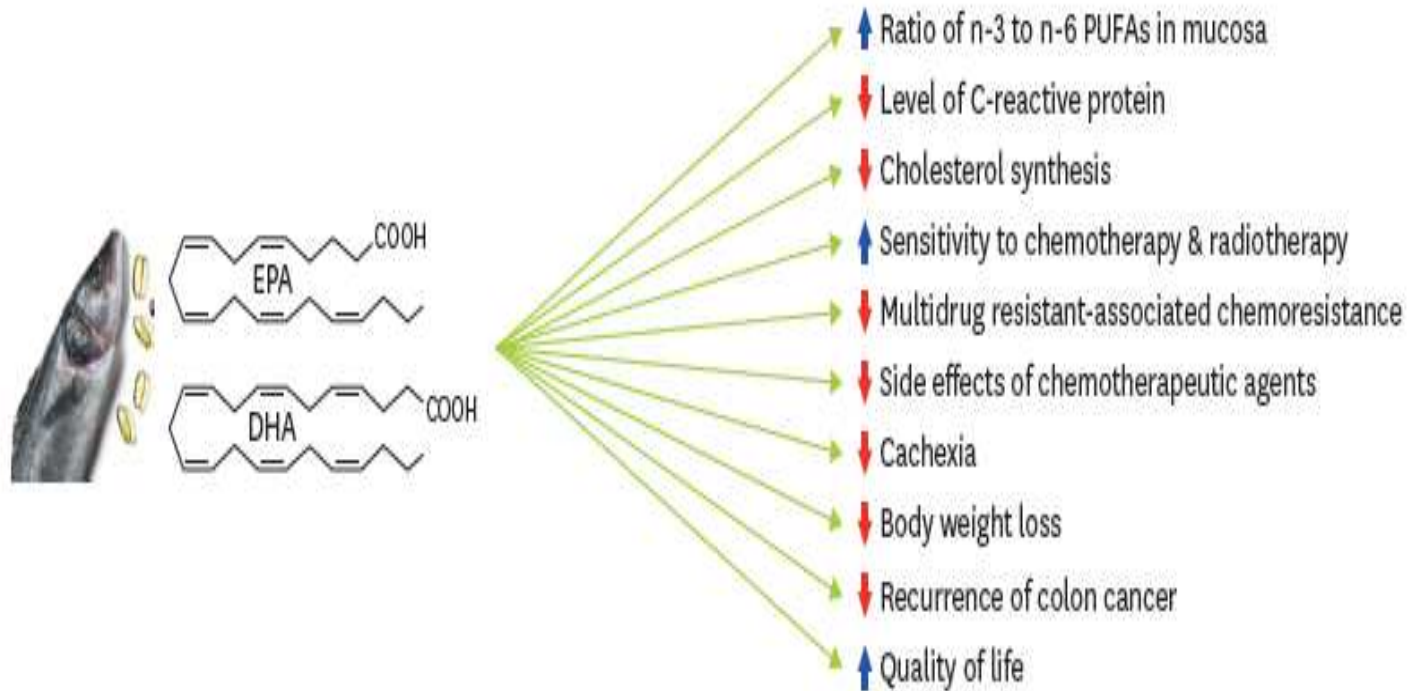 Ratio of n-3 to n-6 PUFAs in mucosa
Level of C-reactive protein
Cholesterol synthesis
COOH
EPA
Sensitivity to chemotherapy & radiotherapy
Multidrug resistant-associated chemoresistance
Side effects of chemotherapeutic agents
COOH
DHA
Cachexia
Body weight loss
Recurrence of colon cancer
Quality of life